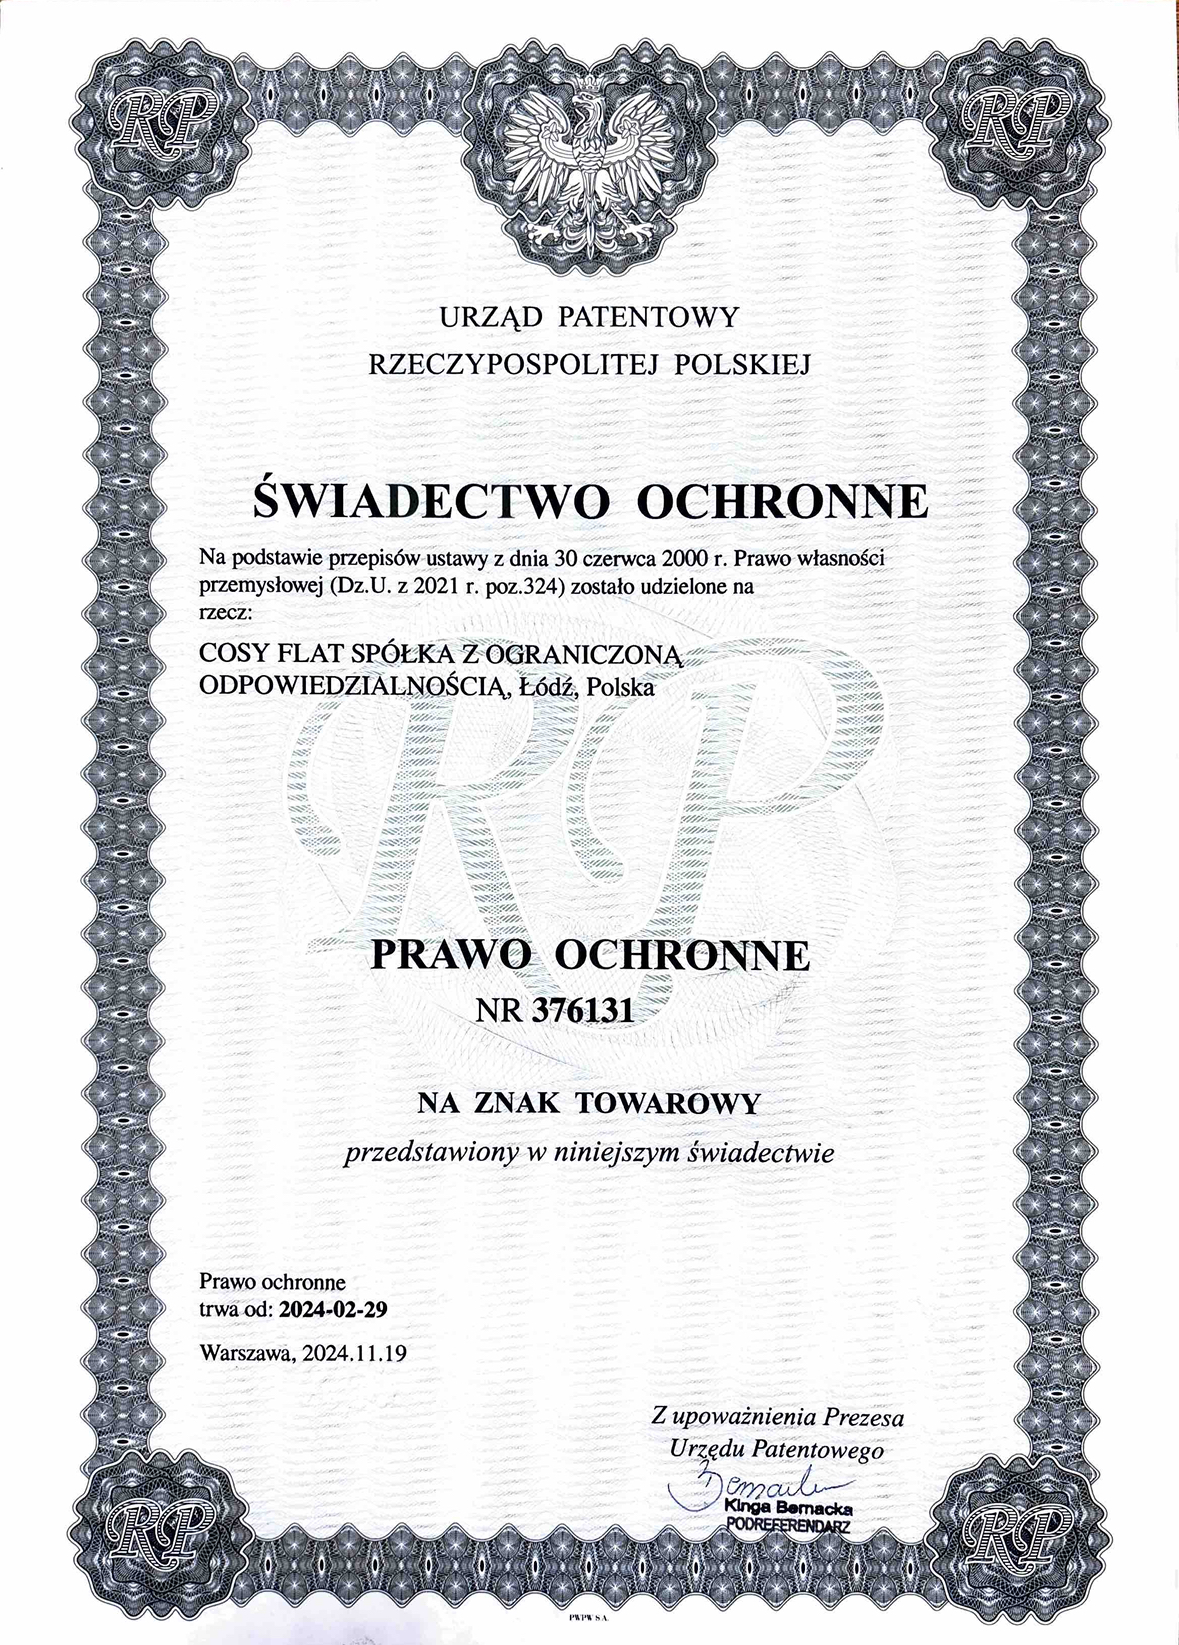 RP
RP
URZĄD PATENTOWY
RZECZYPOSPOLITEJ POLSKIEJ
ŚWIADECTWO OCHRONNE
Na podstawie przepisów ustawy z dnia 30 czerwca 2000 r. Prawo własności
przemysłowej (Dz.U. z 2021 r. poz.324) zostało udzielone na
rzecz:
COSY FLAT SPÓŁKA Z OGRANICZONĄ
ODPOWIEDZIALNOŚCIĄ, Łódź, Polska
RP
PRAWO OCHRONNE
NR 376131
NA ZNAK TOWAROWY
przedstawiony w niniejszym świadectwie
Prawo ochronne
trwa od: 2024-02-29
Warszawa, 2024.11.19
Z upoważnienia Prezesa
Urzędu Patentowego
Kinga Bernacka
PODREFERENDARZ
RP
RP
PWPW S.A.